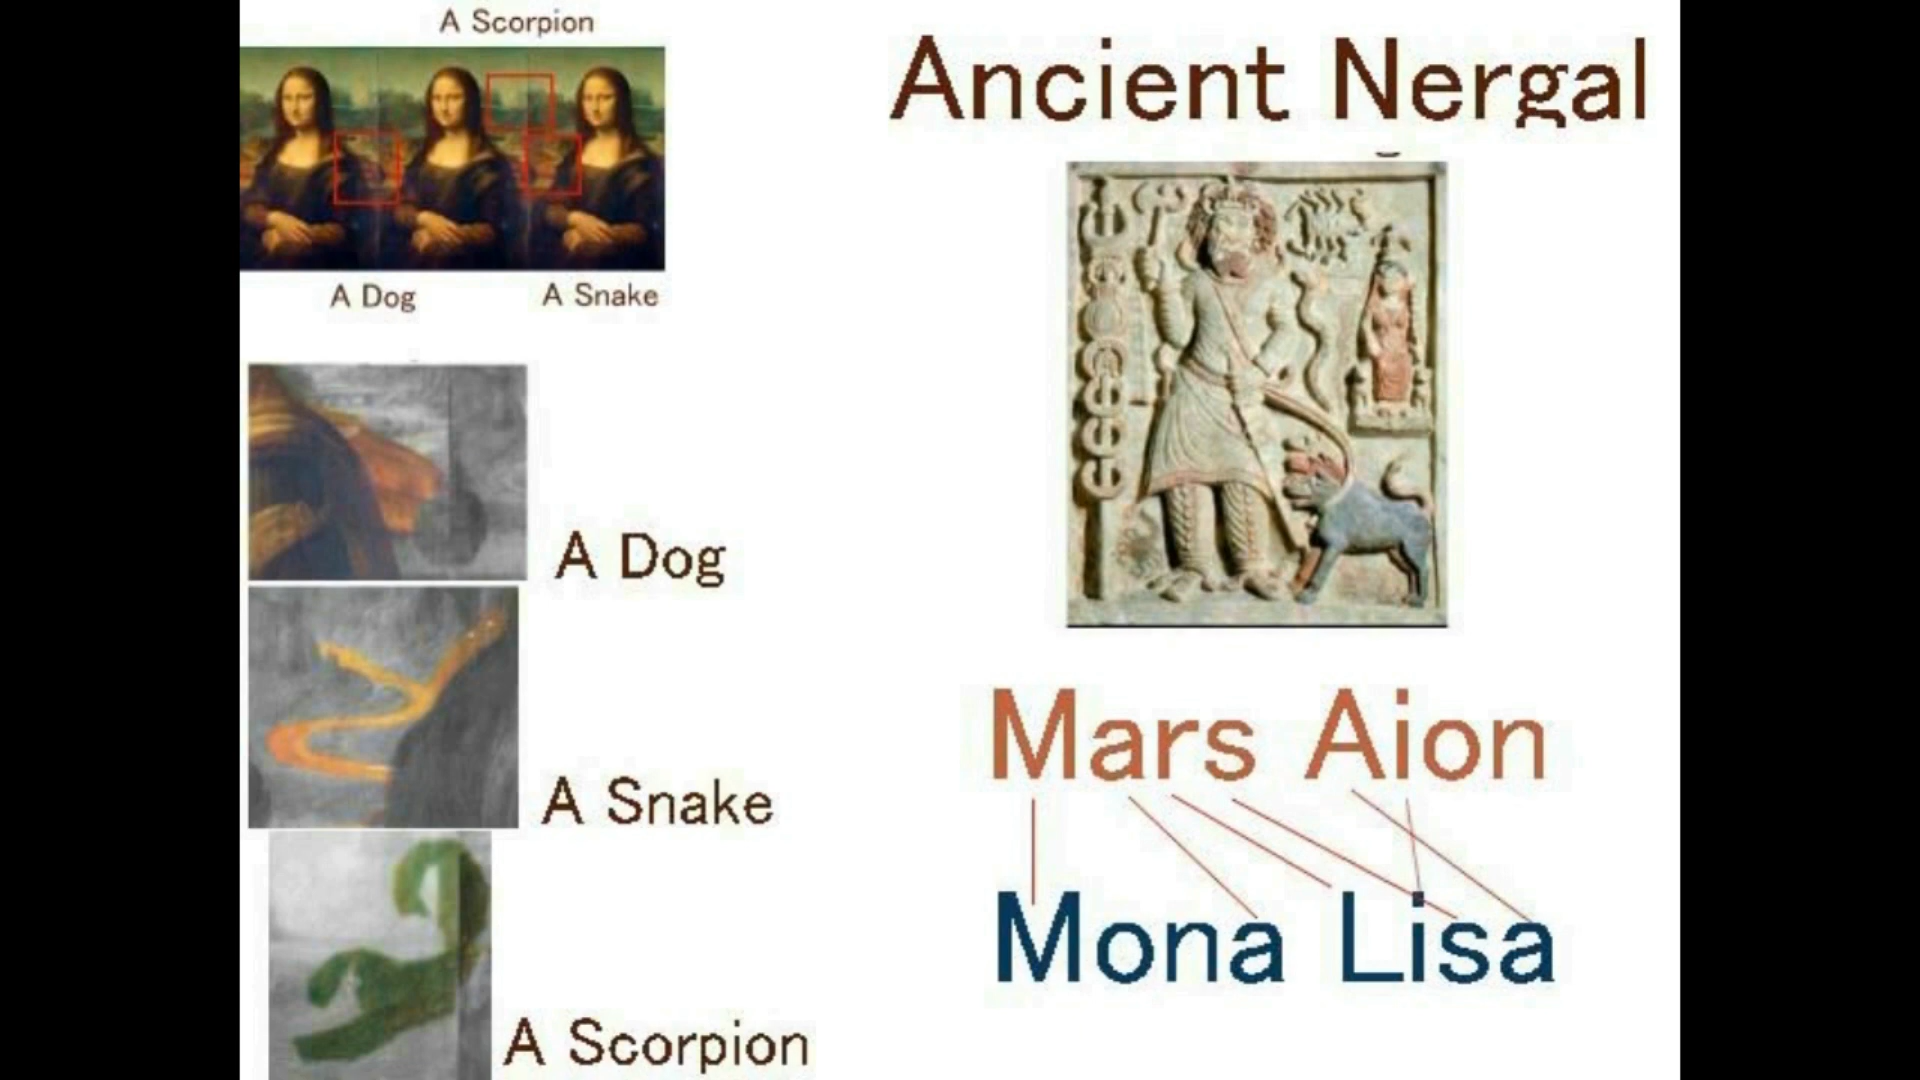 A Scorpion
A Dog
A Snake
A Dog
A Snake
A Scorpion
Ancient Nergal
Mars Aion
Mona Lisa